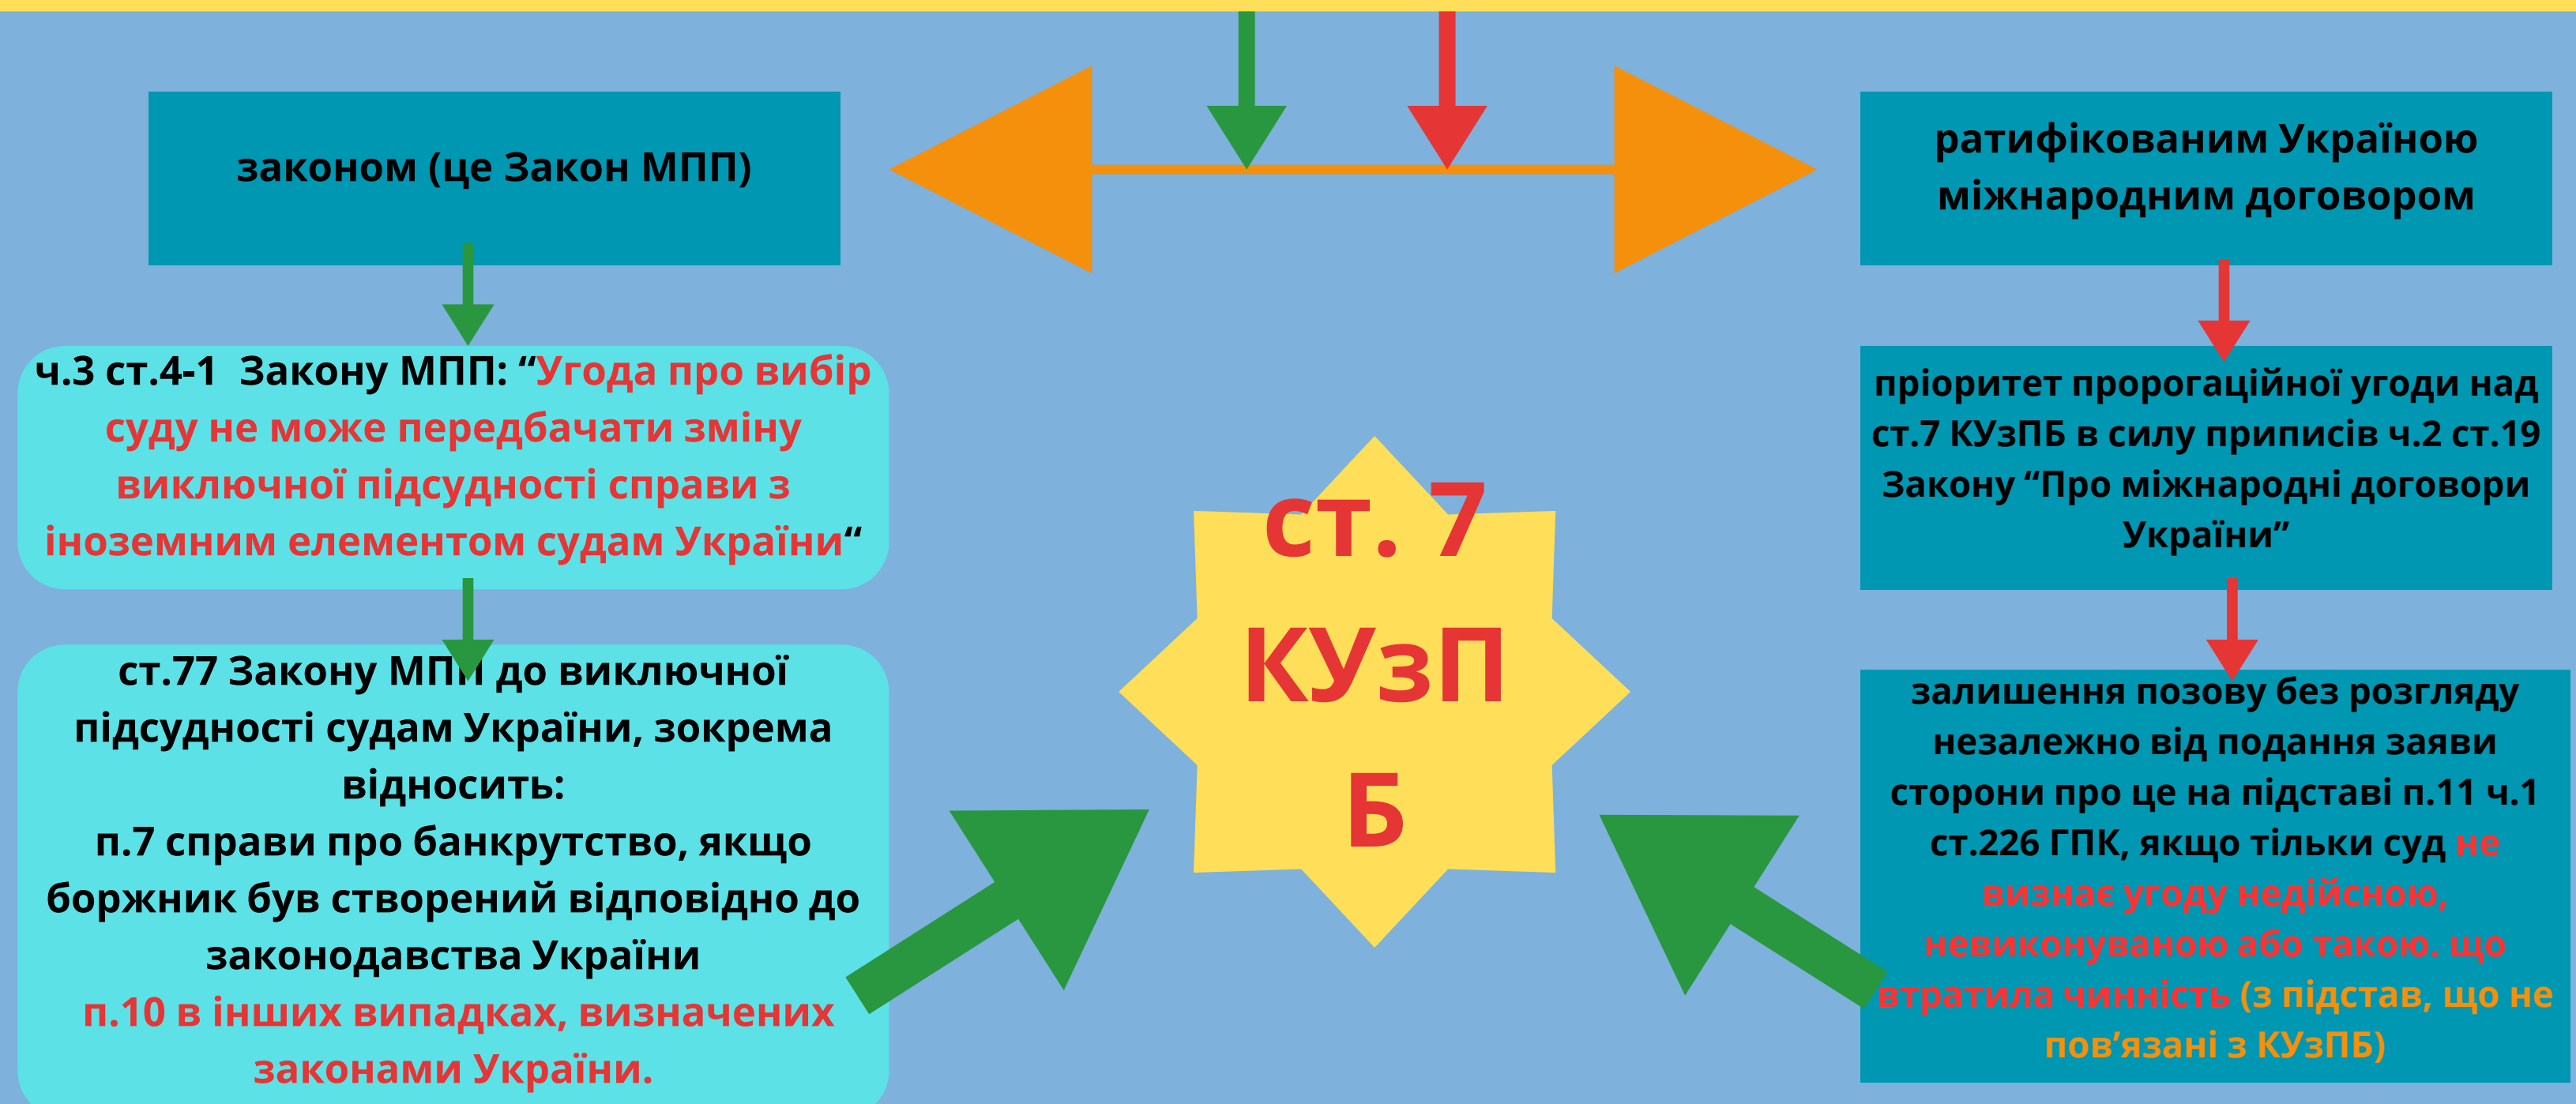 законом (це Закон МПП)
ратифікованим Україною
міжнародним договором
ч.3 ст.4-1 Закону МПП: “Угода про вибір
суду не може передбачати зміну
виключної підсудності справи з
іноземним елементом судам України“
ст.77 Закону МПП до виключної
підсудності судам України, зокрема
відносить:
п.7 справи про банкрутство, якщо
боржник був створений відповідно до
законодавства України
п.10 в інших випадках, визначених
законами України.
ст. 7
КУзП
Б
пріоритет пророгаційної угоди над
ст.7 КУзПБ в силу приписів ч.2 ст.19
Закону “Про міжнародні договори
України”
залишення позову без розгляду
незалежно від подання заяви
сторони про це на підставі п.11 ч.1
ст.226 ГПК, якщо тільки суд не
визнає угоду недійсною,
невиконуваною або такою. що
втратила чинність (з підстав, що не
пов’язані з КУзПБ)